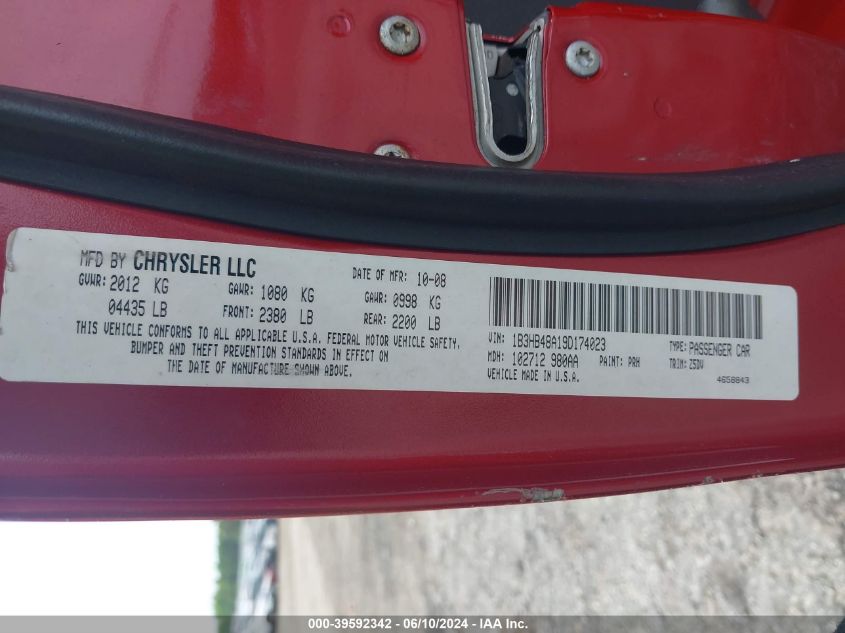 MFD BY CHRYSLER LLC
DATE OF MFR: 10-08
GVWR: 2012 KG
GAWR: 1080 KG
GAWR: 0998 KG
04435 LB
FRONT: 2380 LB
REAR: 2200 LB
THIS VEHICLE CONFORMS TO ALL APPLICABLE U.S.A. FEDERAL MOTOR VEHICLE SAFETY,
BUMPER AND THEFT PREVENTION STANDARDS IN EFFECT ON
THE DATE OF MANUFACTURE SHOWN ABOVE.
VIN: 1B3HB48A19D174023
TYPE: PASSENGER CAR
MDH: 102712 980AA
PAINT: PRH
TRIM: Z5DV
VEHICLE MADE IN U.S.A.
4658843
000-39592342 / 06/10/2024 - IAA Inc.